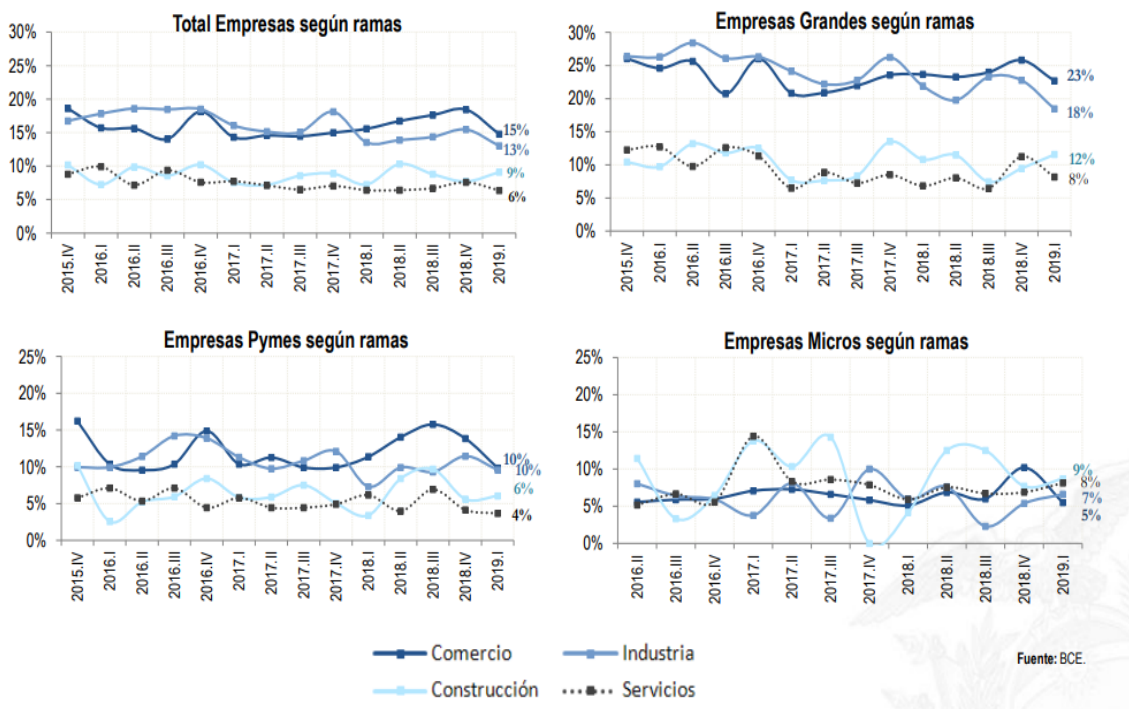 Total Empresas según ramas
30%
25%
20%
15%
10%
5%
0%
15%
13%
9%
6%
2015.IV
2016.I
2016.II
2016.III
2016.IV
2017.I
2017.II
2017.III
2017.IV
2018.I
2018.II
2018.III
2018.IV
2019.I
Empresas Grandes según ramas
30%
25%
20%
15%
10%
5%
0%
23%
18%
12%
8%
2015.IV
2016.I
2016.II
2016.III
2016.IV
2017.I
2017.II
2017.III
2017.IV
2018.I
2018.II
2018.III
2018.IV
2019.I
Empresas Pymes según ramas
25%
20%
15%
10%
5%
0%
10%
10%
6%
4%
2015.IV
2016.I
2016.II
2016.III
2016.IV
2017.I
2017.II
2017.III
2017.IV
2018.I
2018.II
2018.III
2018.IV
2019.I
Empresas Micros según ramas
25%
20%
15%
10%
5%
0%
9%
8%
7%
5%
2016.II
2016.III
2016.IV
2017.I
2017.II
2017.III
2017.IV
2018.I
2018.II
2018.III
2018.IV
2019.I
Comercio
Industria
Construcción
Servicios
Fuente: BCE.